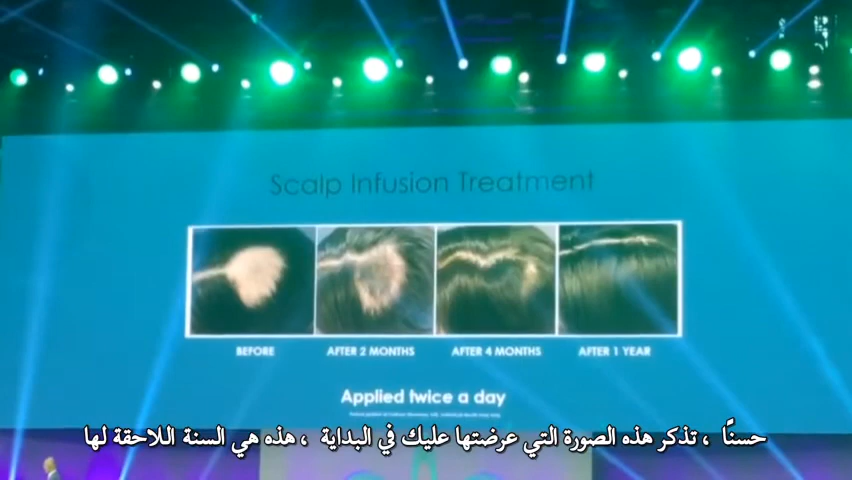 Scalp Infusion Treatment
BEFORE
AFTER 2 MONTHS
AFTER 4 MONTHS
AFTER 1 YEAR
Applied twice a day
حسنًا ، تذكر هذه الصورة التي عرضتها عليك في البداية ، هذه هي السنة اللاحقة لها